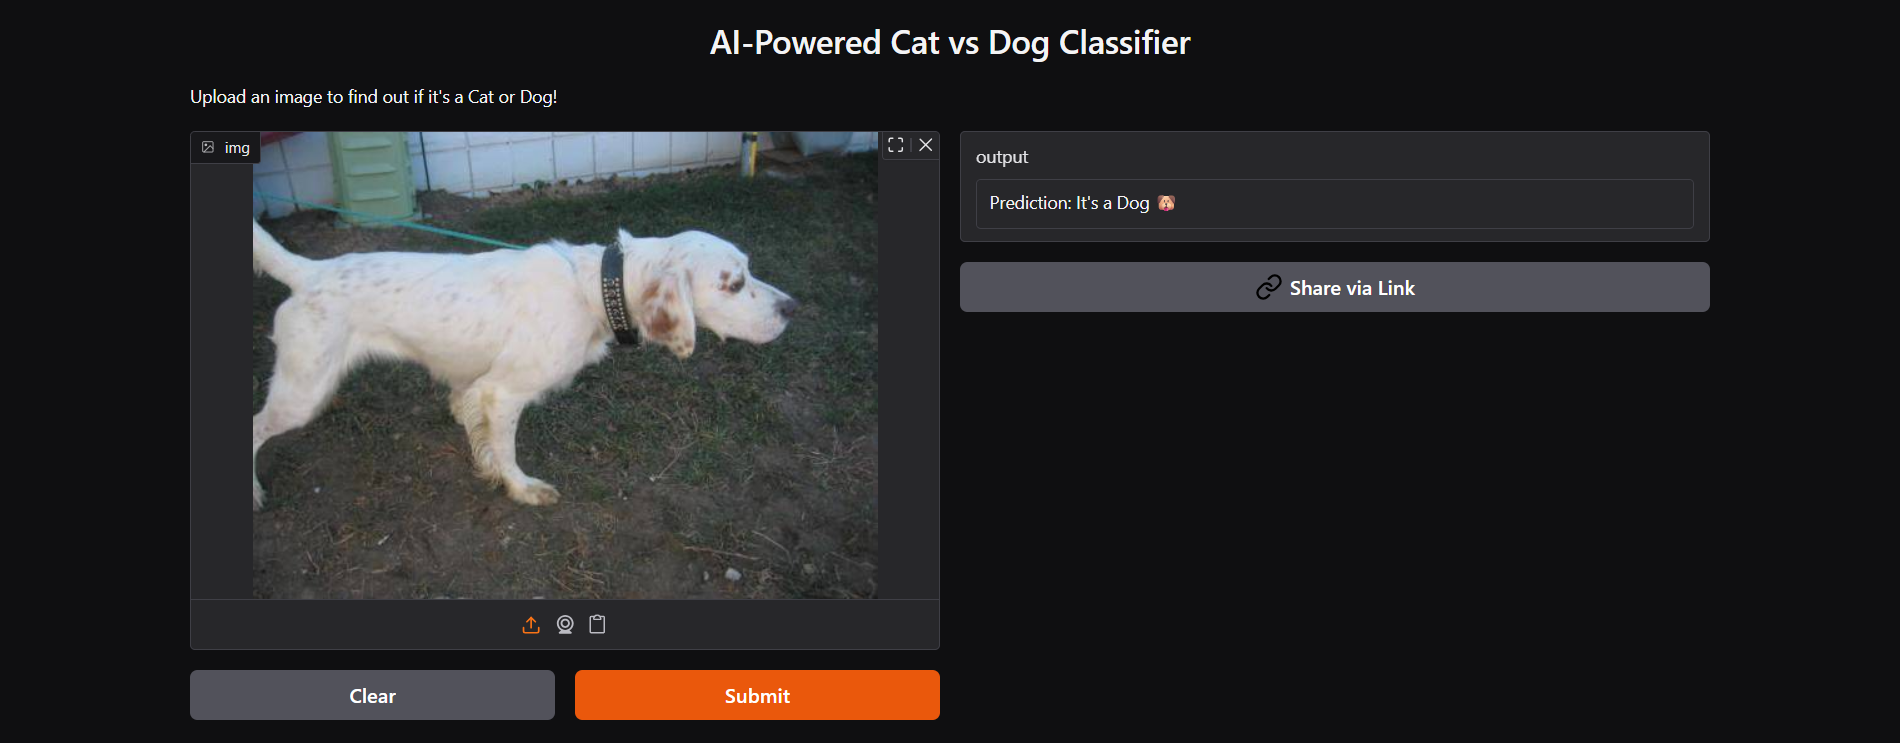 AI-Powered Cat vs Dog Classifier
Upload an image to find out if it's a Cat or Dog!
img
output
Prediction: It's a Dog 🐶
Share via Link
Clear
Submit